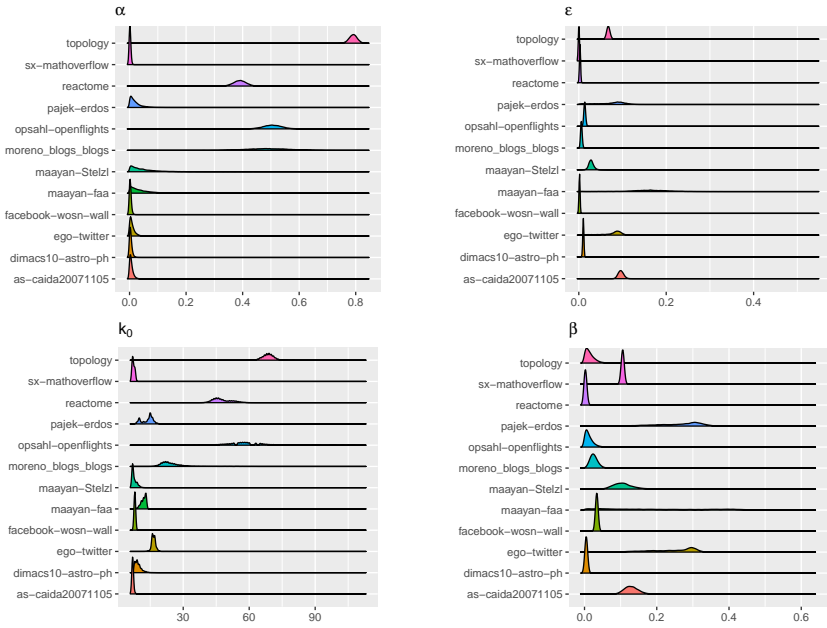 α
topology
sx−mathoverflow
reactome
pajek−erdos
opsahl−openflights
moreno_blogs_blogs
maayan−Stelzl
maayan−faa
facebook−wosn−wall
ego−twitter
dimacs10−astro−ph
as−caida20071105
0.0 0.2 0.4 0.6 0.8
ε
topology
sx−mathoverflow
reactome
pajek−erdos
opsahl−openflights
moreno_blogs_blogs
maayan−Stelzl
maayan−faa
facebook−wosn−wall
ego−twitter
dimacs10−astro−ph
as−caida20071105
0.0 0.2 0.4
k₀
topology
sx−mathoverflow
reactome
pajek−erdos
opsahl−openflights
moreno_blogs_blogs
maayan−Stelzl
maayan−faa
facebook−wosn−wall
ego−twitter
dimacs10−astro−ph
as−caida20071105
30 60 90
β
topology
sx−mathoverflow
reactome
pajek−erdos
opsahl−openflights
moreno_blogs_blogs
maayan−Stelzl
maayan−faa
facebook−wosn−wall
ego−twitter
dimacs10−astro−ph
as−caida20071105
0.0 0.2 0.4 0.6